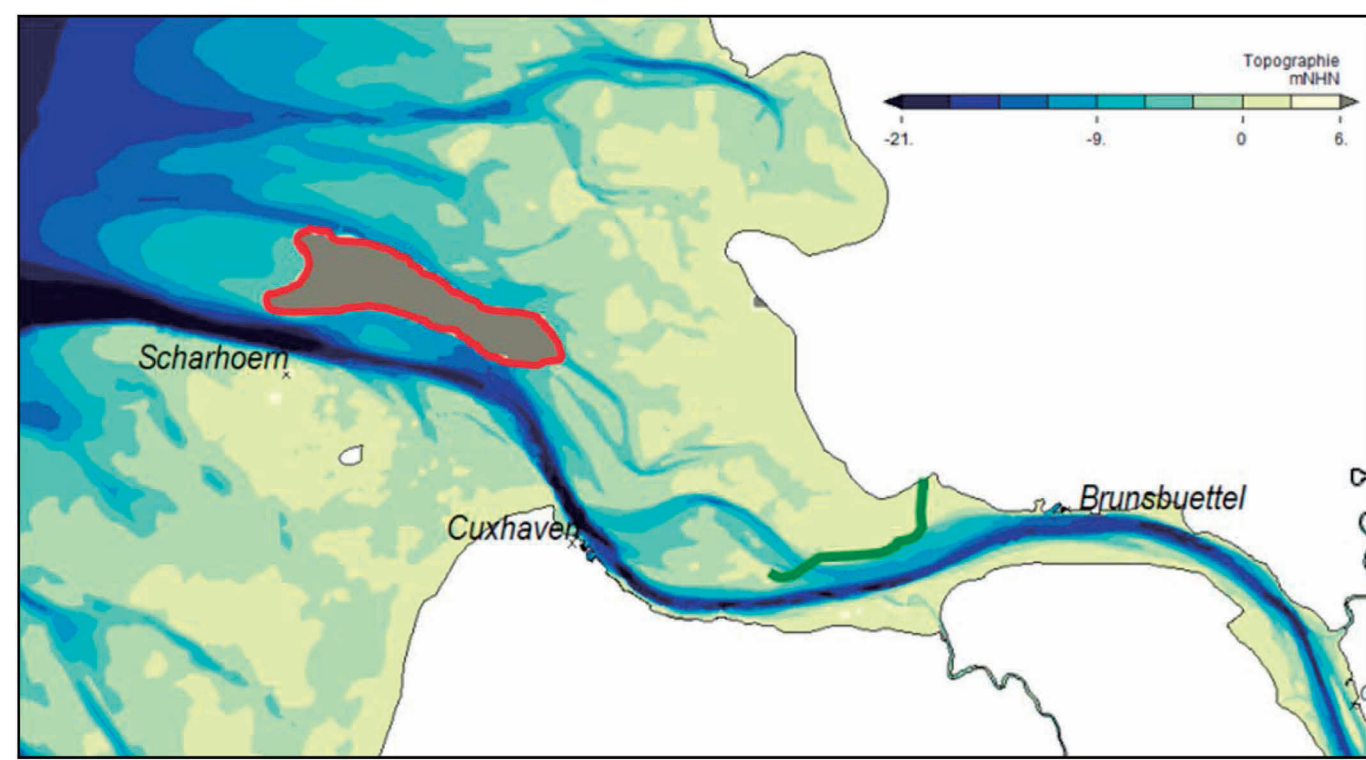 Topographie
mNHN
-21. -9. 0 6.
Scharhoern
Cuxhaven
Brunsbuettel